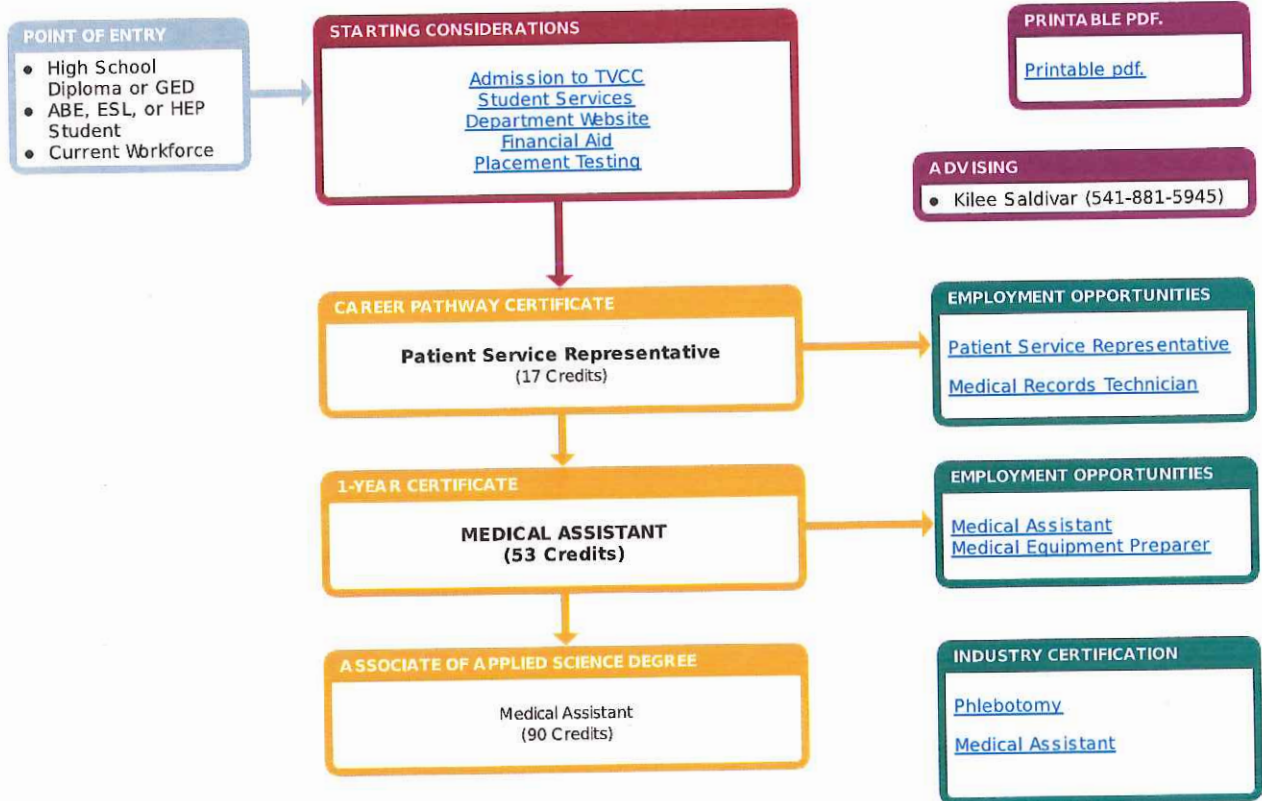 POINT OF ENTRY
● High School
Diploma or GED
● ABE, ESL, or HEP
Student
● Current Workforce
STARTING CONSIDERATIONS
Admission to TVCC
Student Services
Department Website
Financial Aid
Placement Testing
PRINTABLE PDF.
Printable pdf.
ADVISING
● Kilee Saldivar (541-881-5945)
CAREER PATHWAY CERTIFICATE
Patient Service Representative
(17 Credits)
EMPLOYMENT OPPORTUNITIES
Patient Service Representative
Medical Records Technician
1-YEAR CERTIFICATE
MEDICAL ASSISTANT
(53 Credits)
EMPLOYMENT OPPORTUNITIES
Medical Assistant
Medical Equipment Preparer
ASSOCIATE OF APPLIED SCIENCE DEGREE
Medical Assistant
(90 Credits)
INDUSTRY CERTIFICATION
Phlebotomy
Medical Assistant